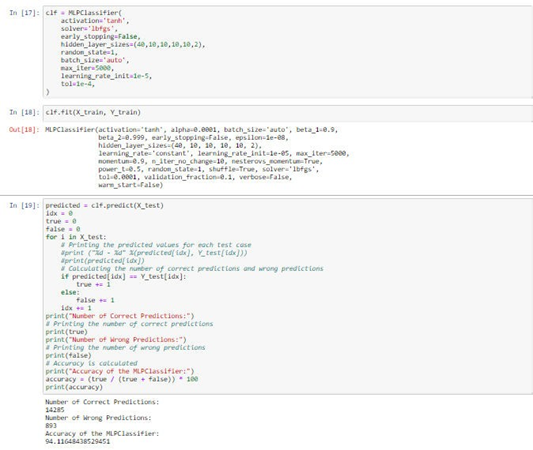 In [17]: clf = MLPClassifier(
activation='tanh',
solver='lbfgs',
early_stopping=False,
hidden_layer_sizes=(40,10,10,10,10,2),
random_state=1,
batch_size='auto',
max_iter=5000,
learning_rate_init=1e-5,
tol=1e-4,
)
In [18]: clf.fit(X_train, Y_train)
Out[18]: MLPClassifier(activation='tanh', alpha=0.0001, batch_size='auto', beta_1=0.9,
beta_2=0.999, early_stopping=False, epsilon=1e-08,
hidden_layer_sizes=(40, 10, 10, 10, 10, 2),
learning_rate='constant', learning_rate_init=1e-05, max_iter=5000,
momentum=0.9, n_iter_no_change=10, nesterovs_momentum=True,
power_t=0.5, random_state=1, shuffle=True, solver='lbfgs',
tol=0.0001, validation_fraction=0.1, verbose=False,
warm_start=False)
In [19]: predicted = clf.predict(X_test)
idx = 0
true = 0
false = 0
for i in X_test:
# Printing the predicted values for each test case
#print ("%d - %d" %(predicted[idx], Y_test[idx]))
#print(predicted[idx])
# Calculating the number of correct predictions and wrong predictions
if predicted[idx] == Y_test[idx]:
true += 1
else:
false += 1
idx += 1
print("Number of Correct Predictions:")
# Printing the number of correct predictions
print(true)
print("Number of Wrong Predictions:")
# Printing the number of wrong predictions
print(false)
# Accuracy is calculated
print("Accuracy of the MLPClassifier:")
accuracy = (true / (true + false)) * 100
print(accuracy)
Number of Correct Predictions:
14285
Number of Wrong Predictions:
893
Accuracy of the MLPClassifier:
94.11648438529451